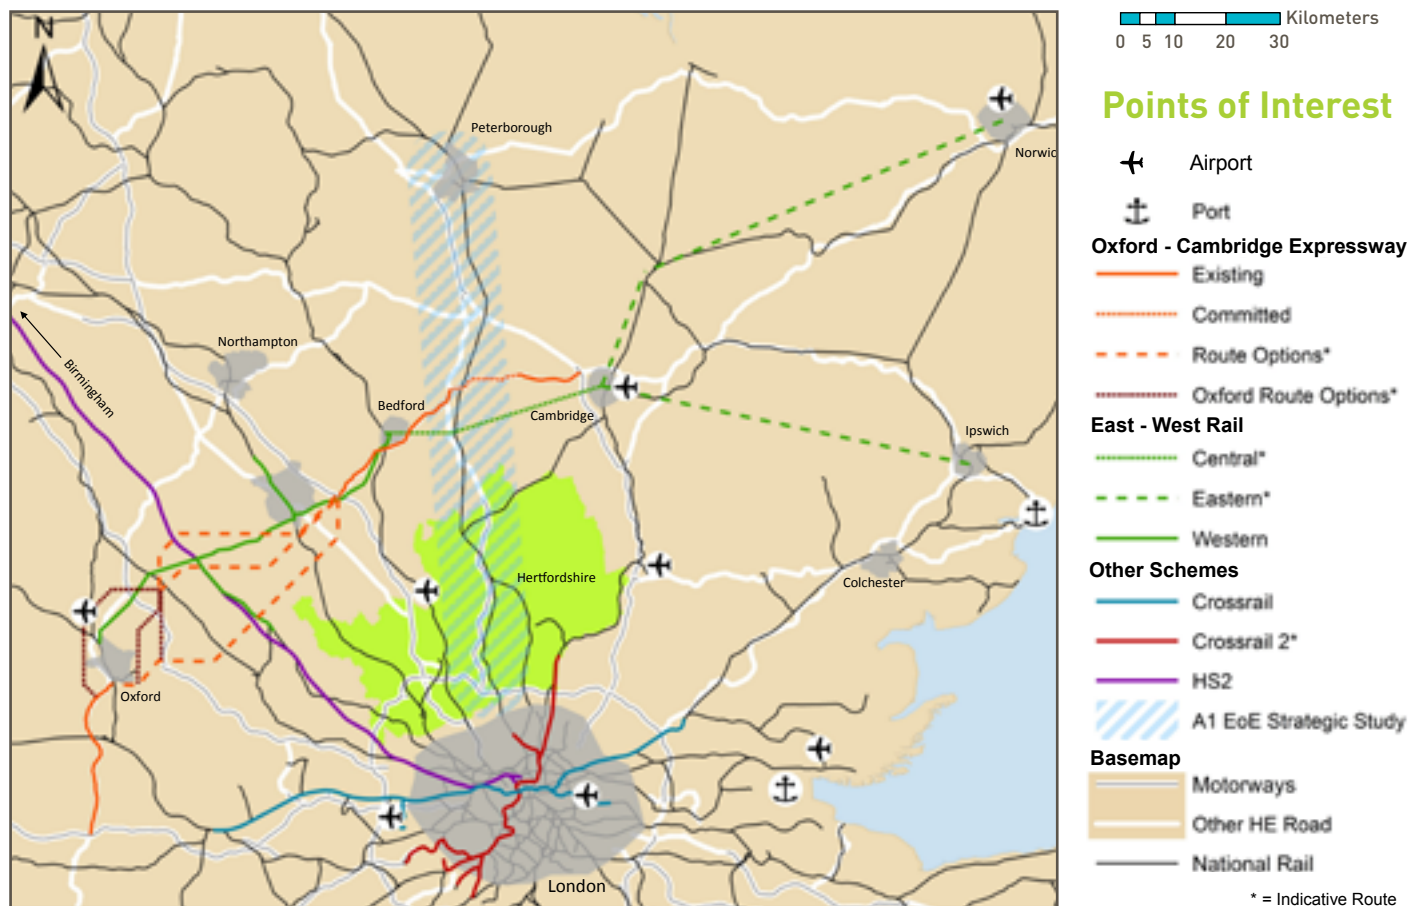 N
Peterborough
Norwic
Northampton
Birmingham
Bedford
Cambridge
Ipswich
Hertfordshire
Colchester
Oxford
London
Kilometers
0 5 10 20 30
Points of Interest
Airport
Port
Oxford - Cambridge Expressway
Existing
Committed
Route Options*
Oxford Route Options*
East - West Rail
Central*
Eastern*
Western
Other Schemes
Crossrail
Crossrail 2*
HS2
A1 EoE Strategic Study
Basemap
Motorways
Other HE Road
National Rail
* = Indicative Route